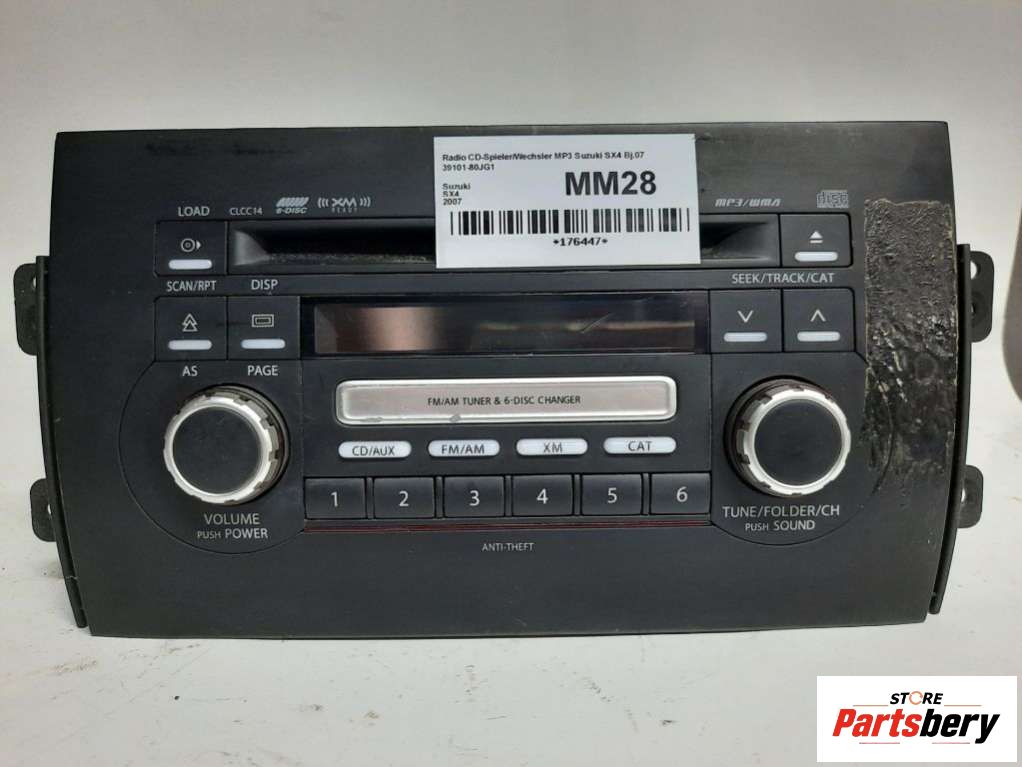 Radio CD-Spieler/Wechsler MP3 Suzuki SX4 Bj.07
39101-80JG1
Suzuki
SX4
2007
MM28
*176447*
LOAD
CLCC14
6-DISC
XM
READY
MP3/WMA
disc
SCAN/RPT
DISP
SEEK/TRACK/CAT
AS
PAGE
FM/AM TUNER & 6-DISC CHANGER
CD/AUX
FM/AM
XM
CAT
1 2 3 4 5 6
VOLUME
PUSH POWER
TUNE/FOLDER/CH
PUSH SOUND
ANTI-THEFT
STORE
Partsbery